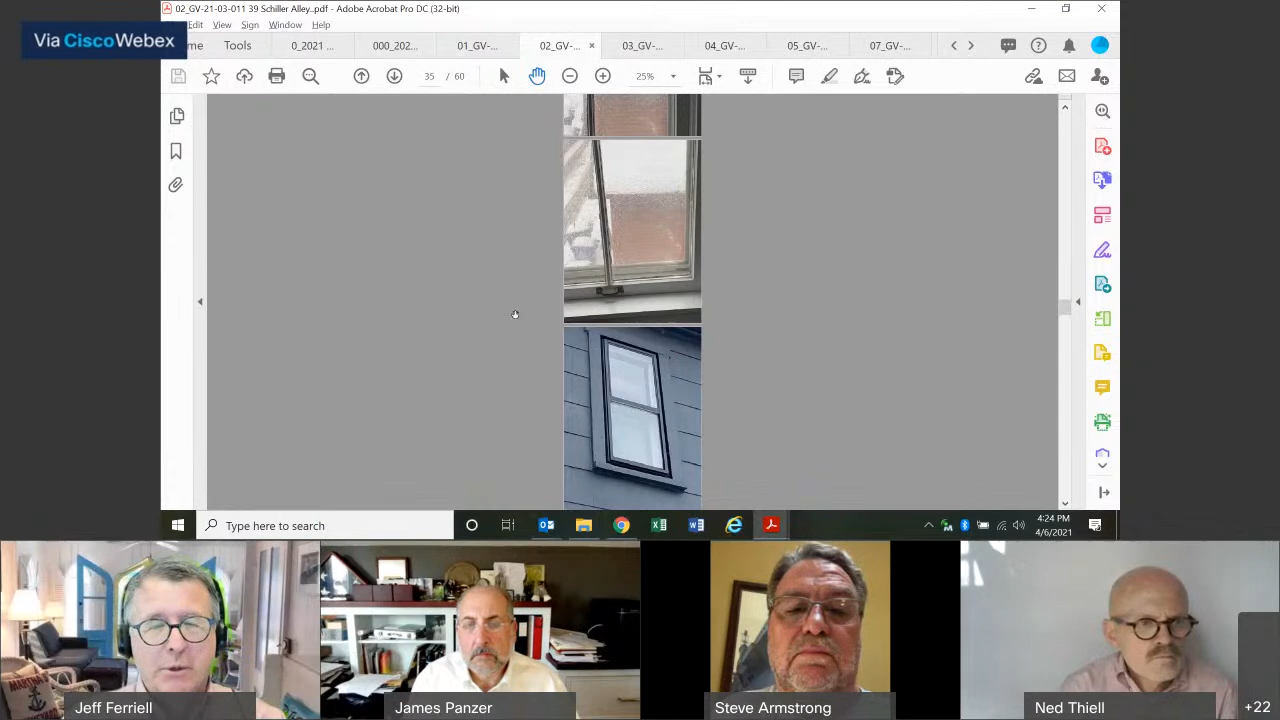 02_GV-21-03-011 39 Schiller Alley..pdf - Adobe Acrobat Pro DC (32-bit)
Edit View Sign Window Help
Via CiscoWebex
me Tools 0_2021 ... 000_202... 01_GV-... 02_GV-... × 03_GV-... 04_GV-... 05_GV-... 07_GV-...
35 / 60 25%
Type here to search
4:24 PM
4/6/2021
Jeff Ferriell James Panzer Steve Armstrong Ned Thiell +22